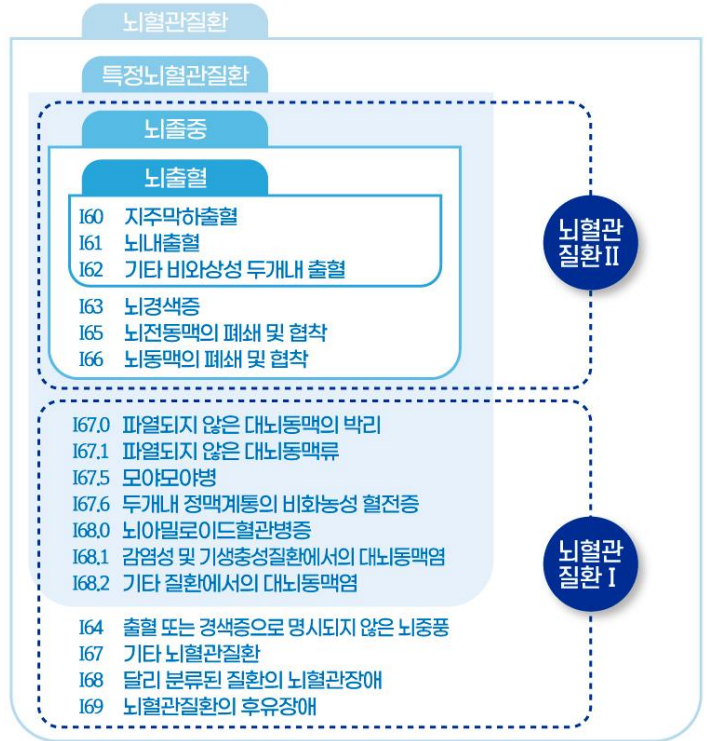 뇌혈관질환
특정뇌혈관질환
뇌졸중
뇌출혈
I60 지주막하출혈
I61 뇌내출혈
I62 기타 비와상성 두개내 출혈
뇌혈관
질환 II
I63 뇌경색증
I65 뇌전동맥의 폐쇄 및 협착
I66 뇌동맥의 폐쇄 및 협착
I67.0 파열되지 않은 대뇌동맥의 박리
I67.1 파열되지 않은 대뇌동맥류
I67.5 모야모야병
I67.6 두개내 정맥계통의 비화농성 혈전증
I68.0 뇌아밀로이드혈관병증
I68.1 감염성 및 기생충성질환에서의 대뇌동맥염
I68.2 기타 질환에서의 대뇌동맥염
뇌혈관
질환 I
I64 출혈 또는 경색증으로 명시되지 않은 뇌중풍
I67 기타 뇌혈관질환
I68 달리 분류된 질환의 뇌혈관장애
I69 뇌혈관질환의 후유장애